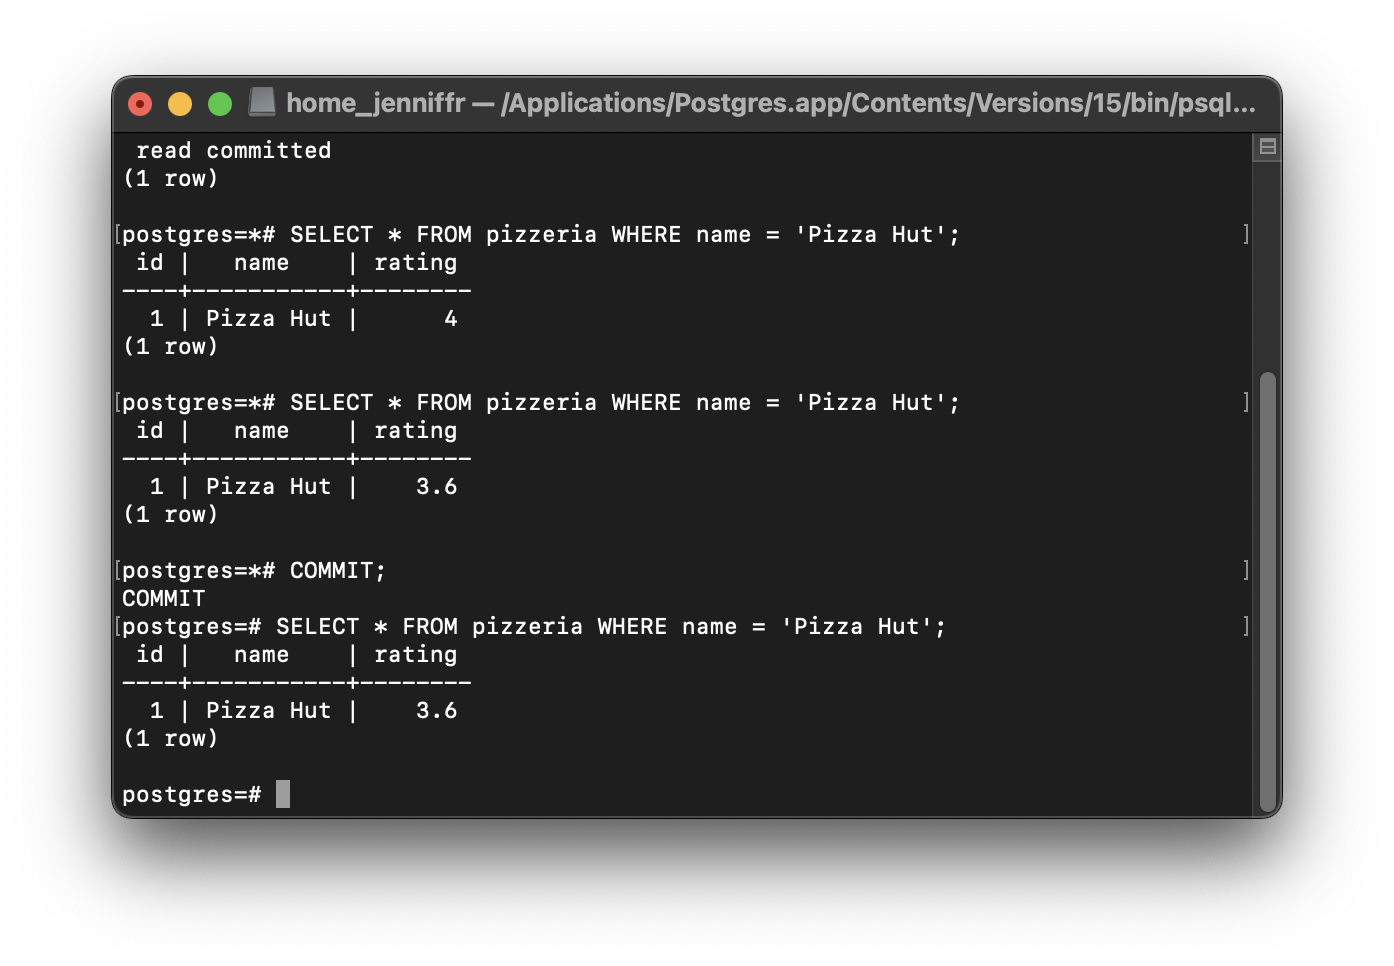 home_jenniffr — /Applications/Postgres.app/Contents/Versions/15/bin/psql...
 read committed
(1 row)
[postgres=*# SELECT * FROM pizzeria WHERE name = 'Pizza Hut'; ]
 id |   name    | rating
----+-----------+--------
  1 | Pizza Hut |      4
(1 row)
[postgres=*# SELECT * FROM pizzeria WHERE name = 'Pizza Hut'; ]
 id |   name    | rating
----+-----------+--------
  1 | Pizza Hut |    3.6
(1 row)
[postgres=*# COMMIT; ]
COMMIT
[postgres=# SELECT * FROM pizzeria WHERE name = 'Pizza Hut'; ]
 id |   name    | rating
----+-----------+--------
  1 | Pizza Hut |    3.6
(1 row)
postgres=#